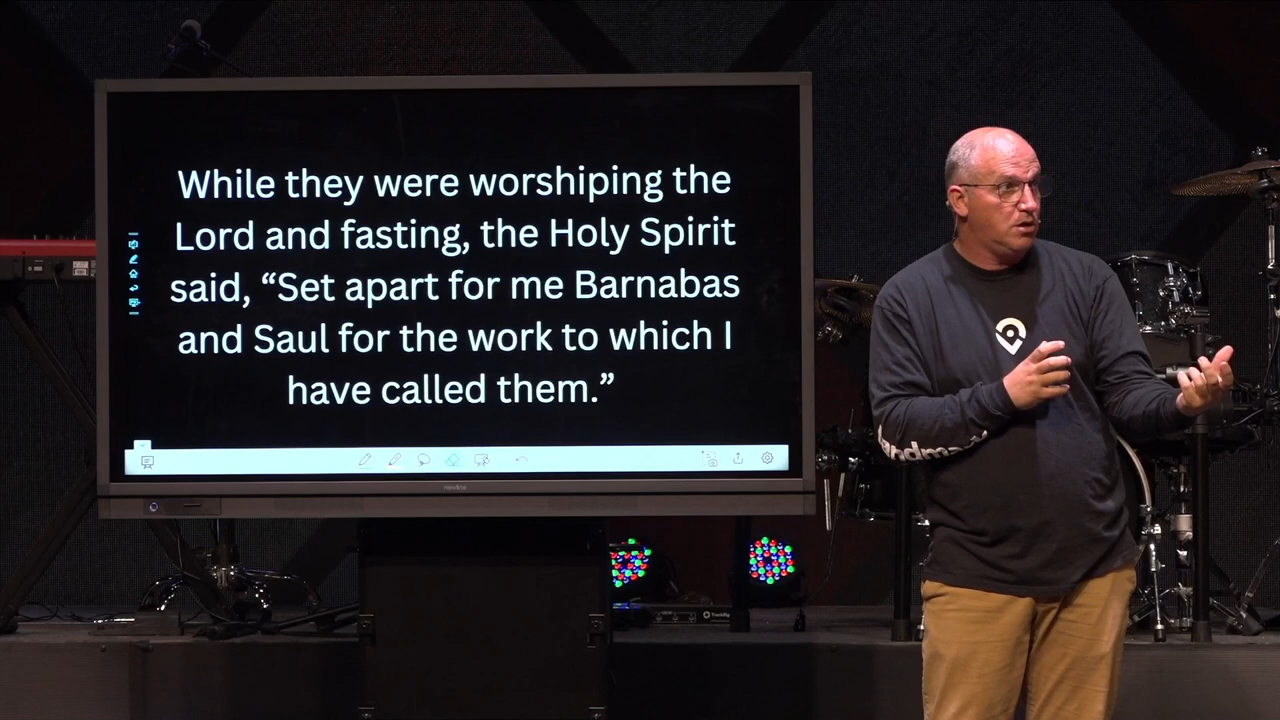 While they were worshiping the
Lord and fasting, the Holy Spirit
said, “Set apart for me Barnabas
and Saul for the work to which I
have called them.”
newline